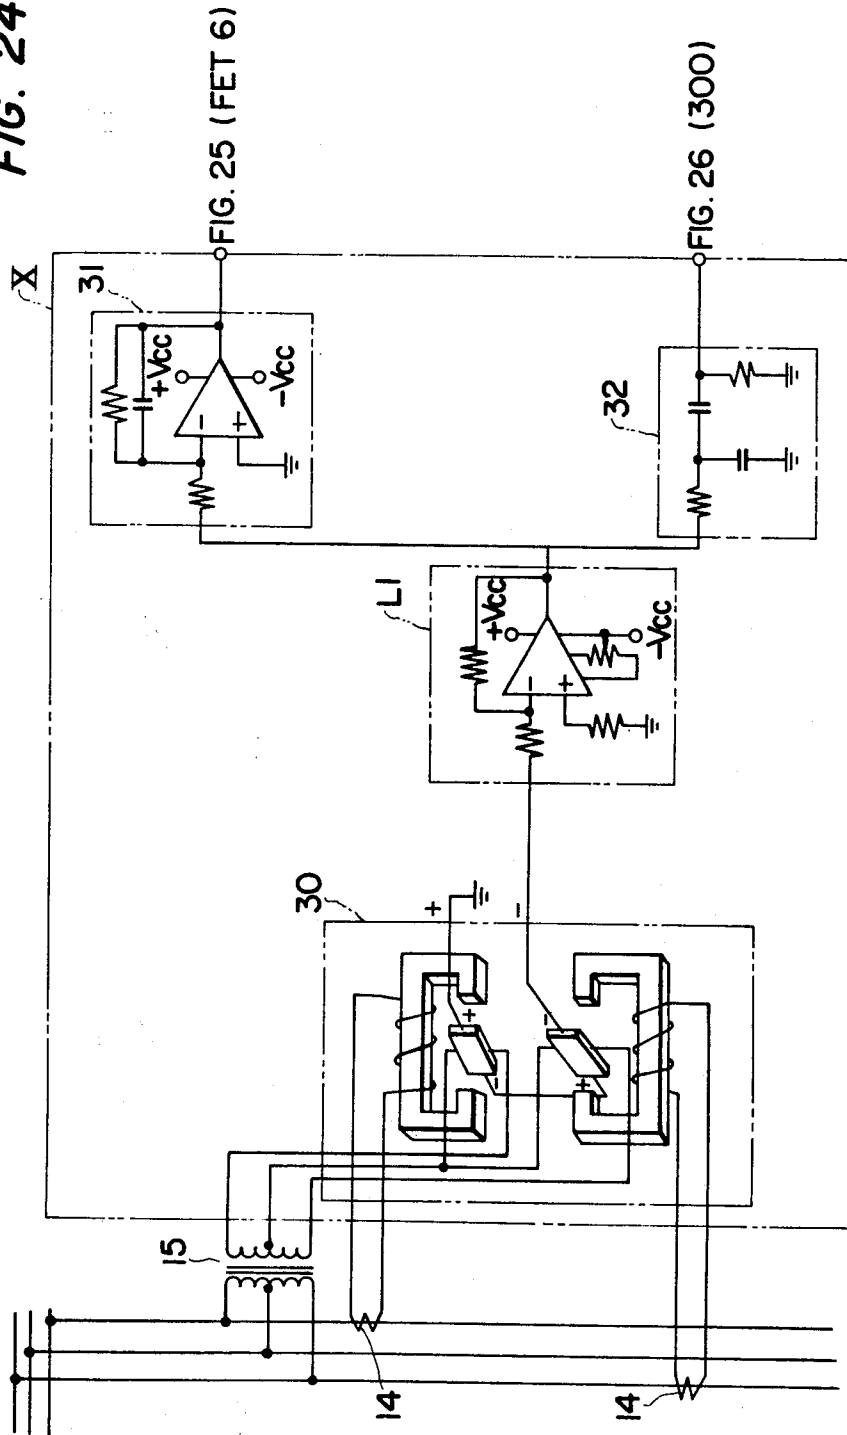 FIG. 24
X
31
+Vcc
-Vcc
-
+
FIG. 25 (FET 6)
FIG. 26 (300)
32
L1
+Vcc
-Vcc
-
+
30
+
-
+
-
-
+
15
14
14